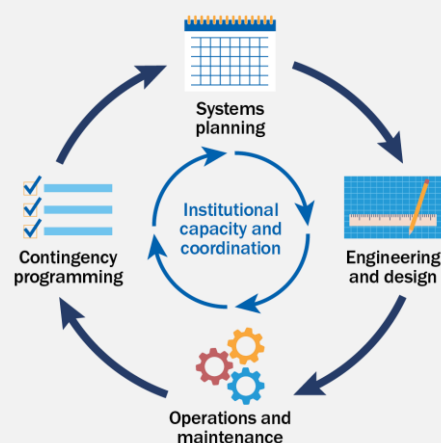 Systems
planning
Institutional
capacity and
coordination
Contingency
programming
Engineering
and design
Operations and
maintenance